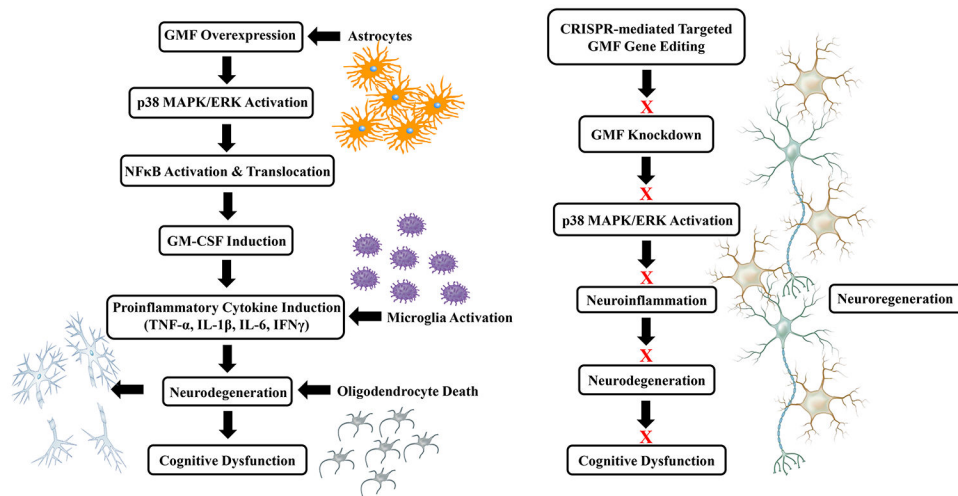 GMF Overexpression
Astrocytes
p38 MAPK/ERK Activation
NFκB Activation & Translocation
GM-CSF Induction
Proinflammatory Cytokine Induction
(TNF-α, IL-1β, IL-6, IFNγ)
Microglia Activation
Neurodegeneration
Oligodendrocyte Death
Cognitive Dysfunction
CRISPR-mediated Targeted
GMF Gene Editing
X
GMF Knockdown
X
p38 MAPK/ERK Activation
X
Neuroinflammation
X
Neurodegeneration
X
Cognitive Dysfunction
Neuroregeneration